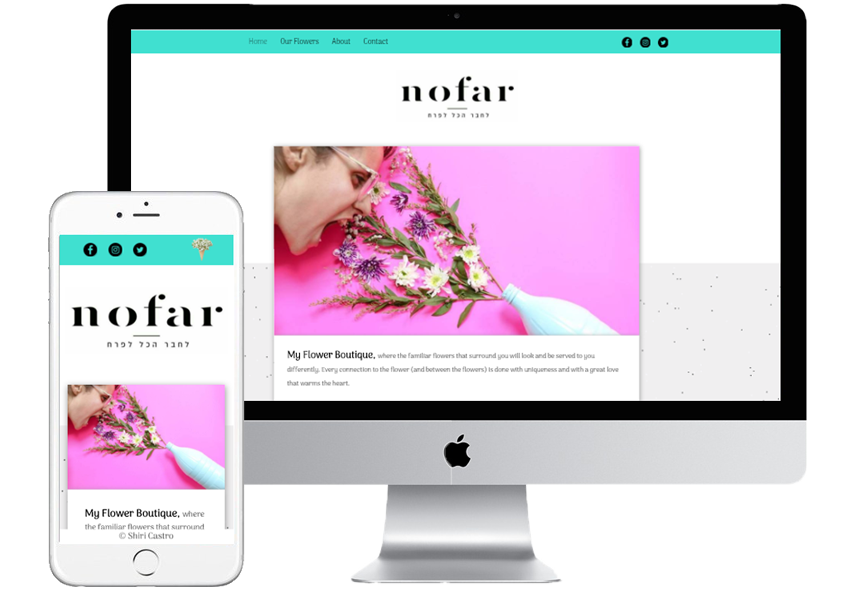 Home Our Flowers About Contact
nofar
לחבר הכל לפרח
My Flower Boutique, where the familiar flowers that surround you will look and be served to you
differently. Every connection to the flower (and between the flowers) is done with uniqueness and with a great love
that warms the heart.
nofar
לחבר הכל לפרח
My Flower Boutique, where
the familiar flowers that surround
© Shiri Castro